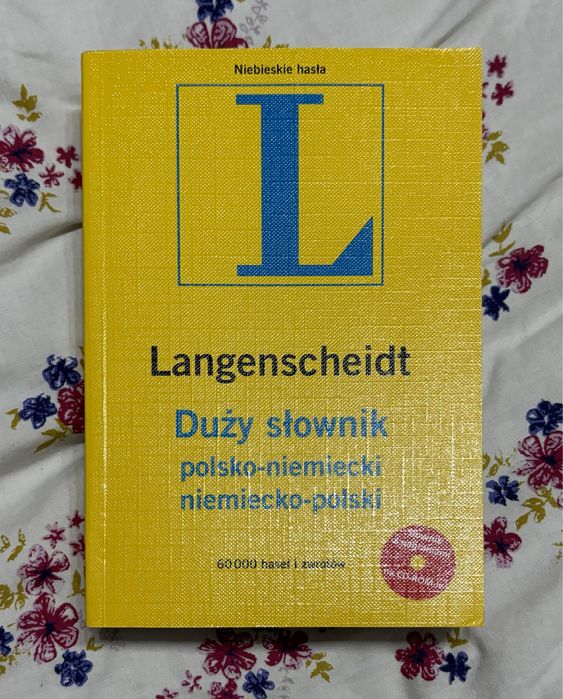 Niebieskie hasła
L
Langenscheidt
Duży słownik
polsko-niemiecki
niemiecko-polski
60 000 haseł i zwrotów